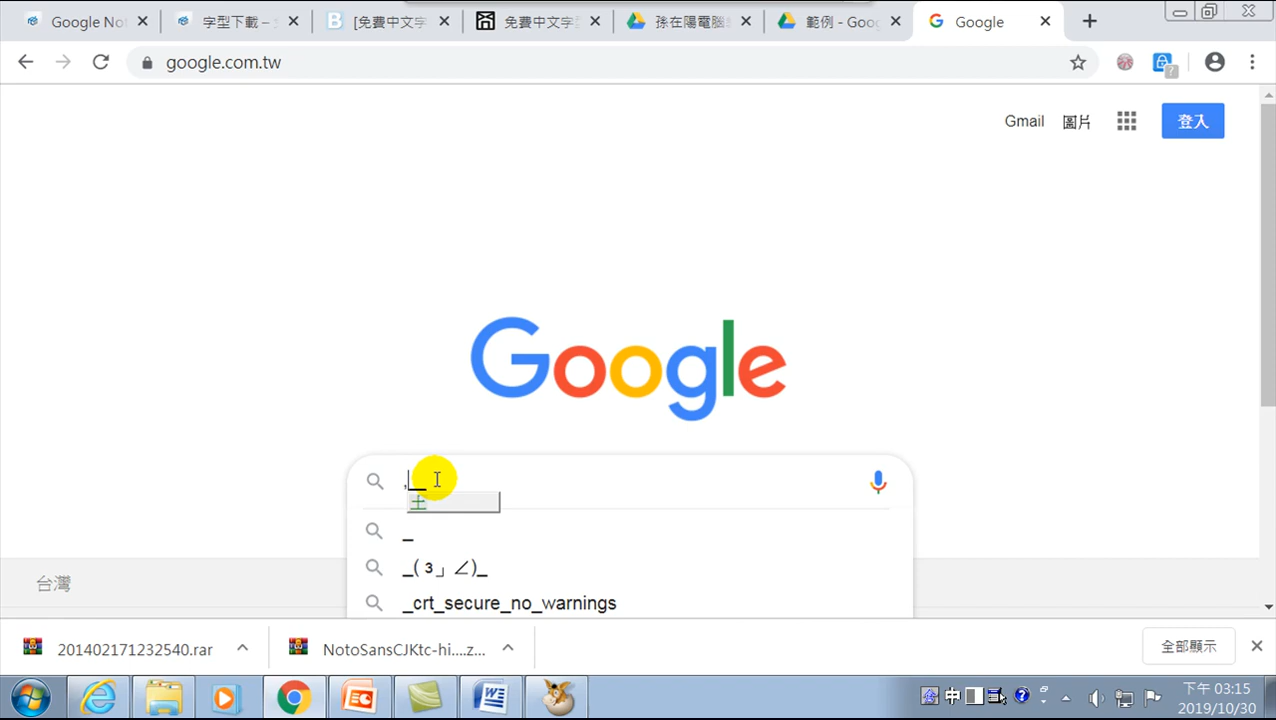 Google No
字型下載 –
[免費中文字
免費中文字
孫在陽電腦
範例 - Goo
Google
google.com.tw
Gmail
圖片
登入
Google
,
土
_
_( з」∠)_
_crt_secure_no_warnings
台灣
201402171232540.rar
NotoSansCJKtc-hi....z...
全部顯示
中
下午 03:15
2019/10/30